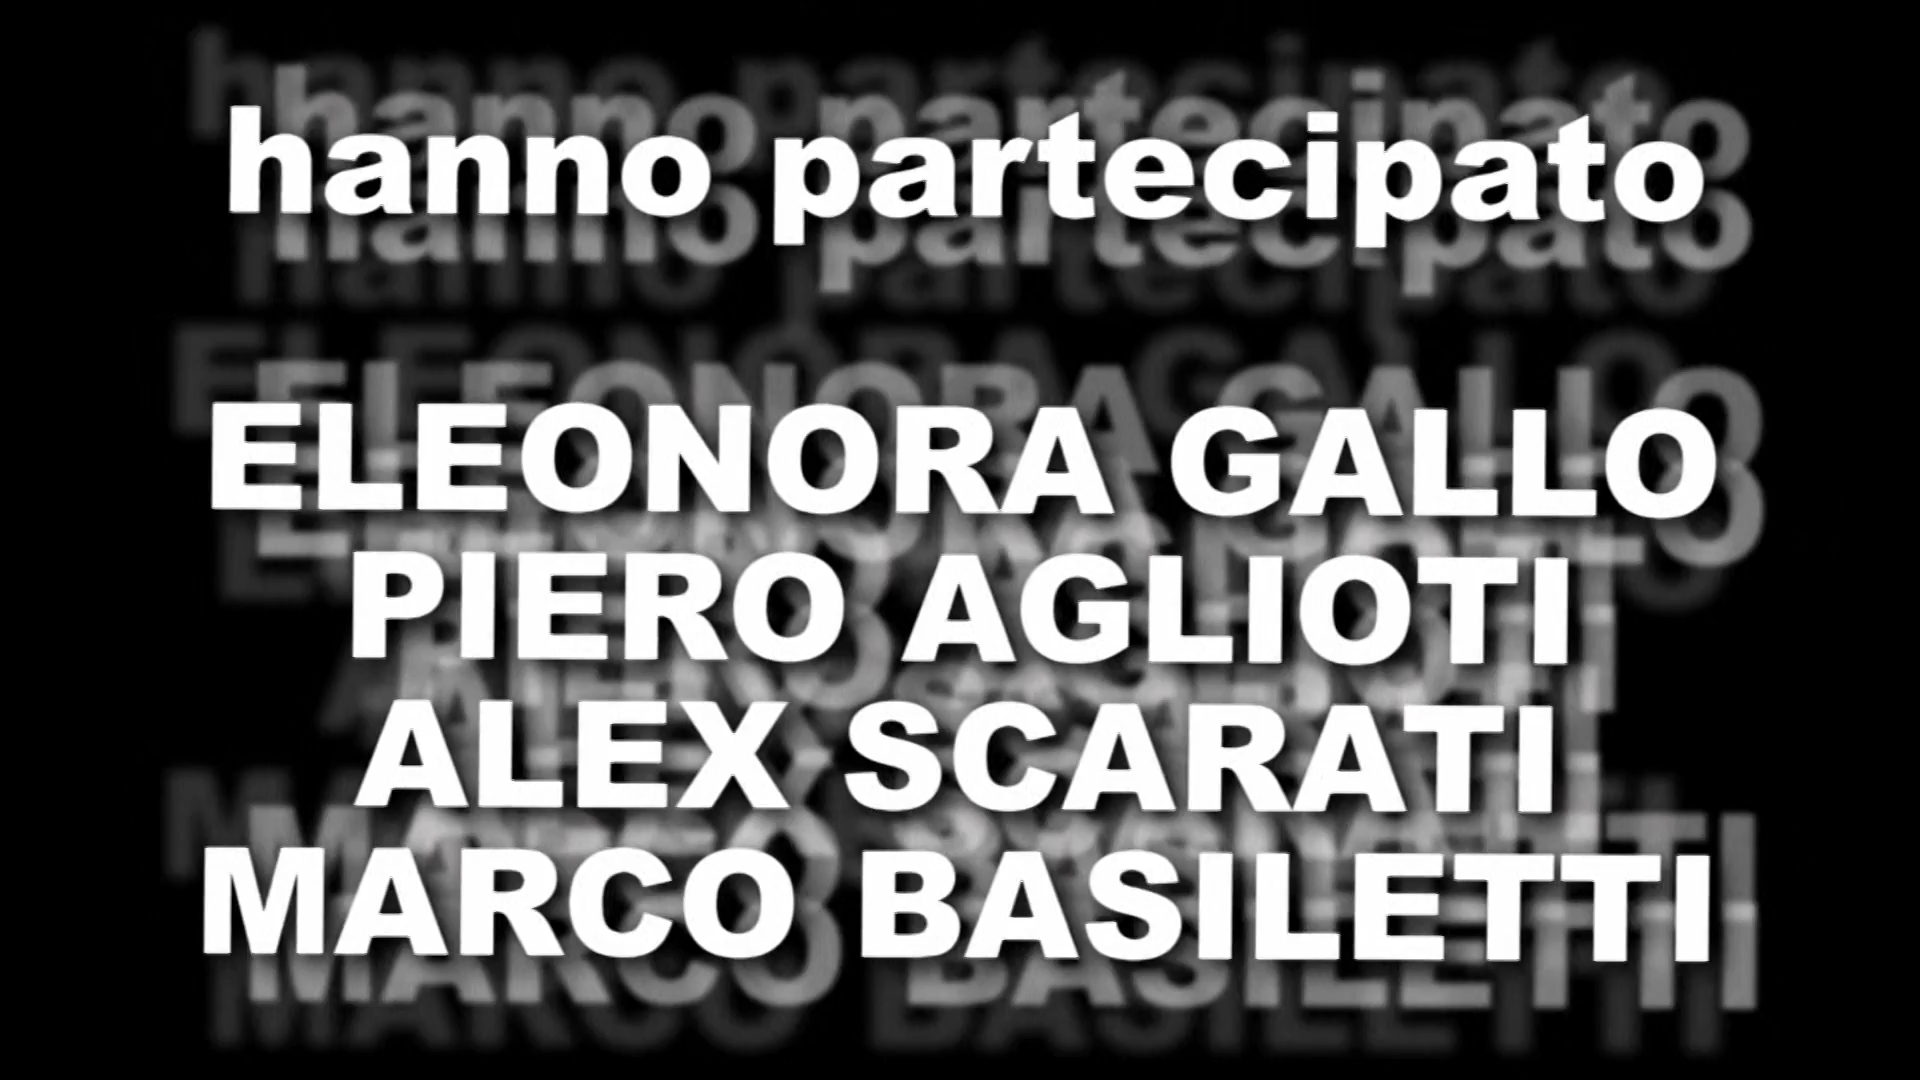 hanno partecipato
ELEONORA GALLO
PIERO AGLIOTI
ALEX SCARATI
MARCO BASILETTI